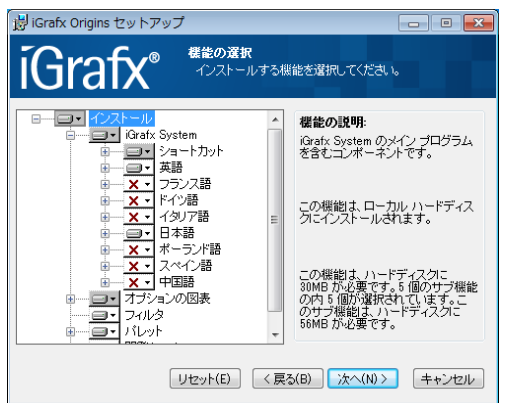 iGrafx Origins セットアップ
iGrafx®
機能の選択
インストールする機能を選択してください。
インストール
iGrafx System
ショートカット
英語
フランス語
ドイツ語
イタリア語
日本語
ポーランド語
スペイン語
中国語
オプションの図表
フィルタ
パレット
機能の説明:
iGrafx System のメイン プログラム
を含むコンポーネントです。
この機能は、ローカル ハードディス
クにインストールされます。
この機能は、ハードディスクに
30MB が必要です。5 個のサブ機能
の内 5 個が選択されています。こ
のサブ機能は、ハードディスクに
56MB が必要です。
リセット(E)
< 戻る(B)
次へ(N) >
キャンセル